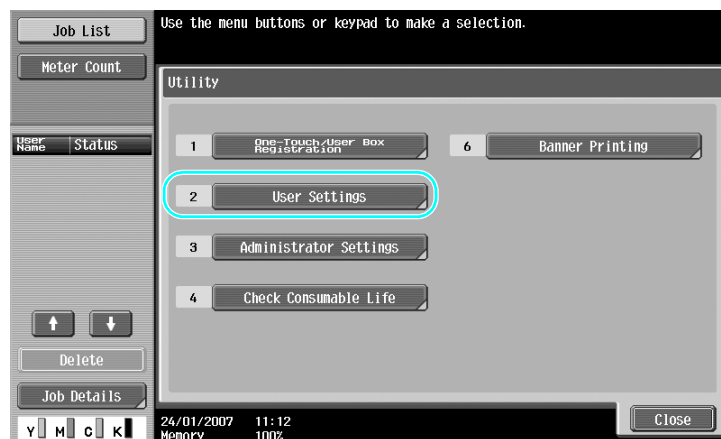 Job List
Use the menu buttons or keypad to make a selection.
Meter Count
Utility
User Name Status
1 One-Touch/User Box Registration
6 Banner Printing
2 User Settings
3 Administrator Settings
4 Check Consumable Life
Delete
Job Details
Close
Y M C K
24/01/2007 11:12
Memory 100%